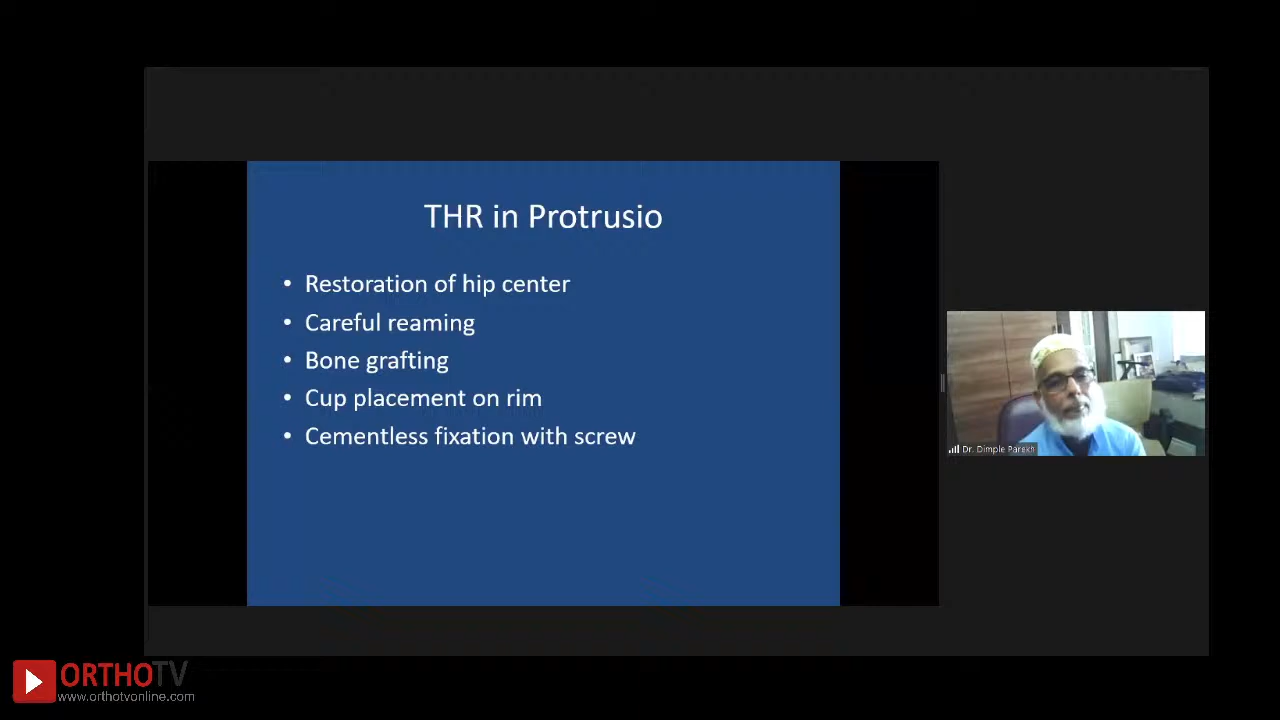 THR in Protrusio
• Restoration of hip center
• Careful reaming
• Bone grafting
• Cup placement on rim
• Cementless fixation with screw
Dr. Dimple Parekh
ORTHOTV
www.orthotvonline.com